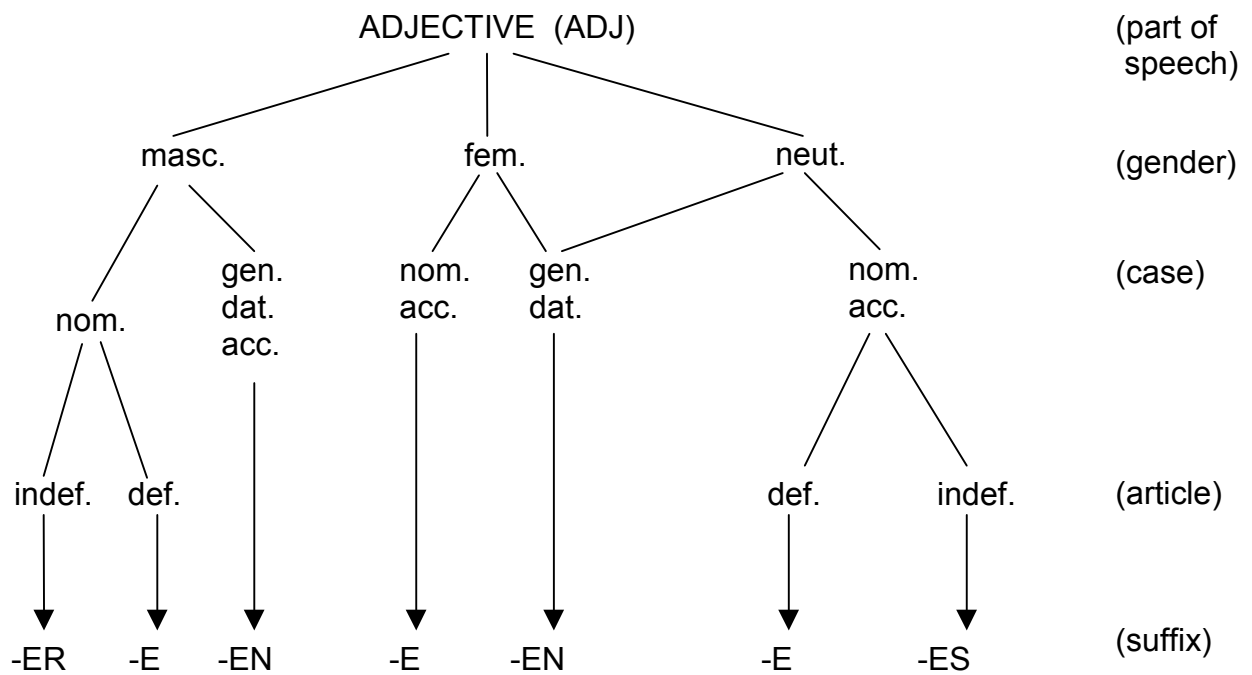 ADJECTIVE (ADJ) (part of
speech)
masc. fem. neut. (gender)
gen. nom. gen. nom. (case)
nom. dat. acc. dat. acc.
acc.
indef. def. def. indef. (article)
-ER -E -EN -E -EN -E -ES (suffix)